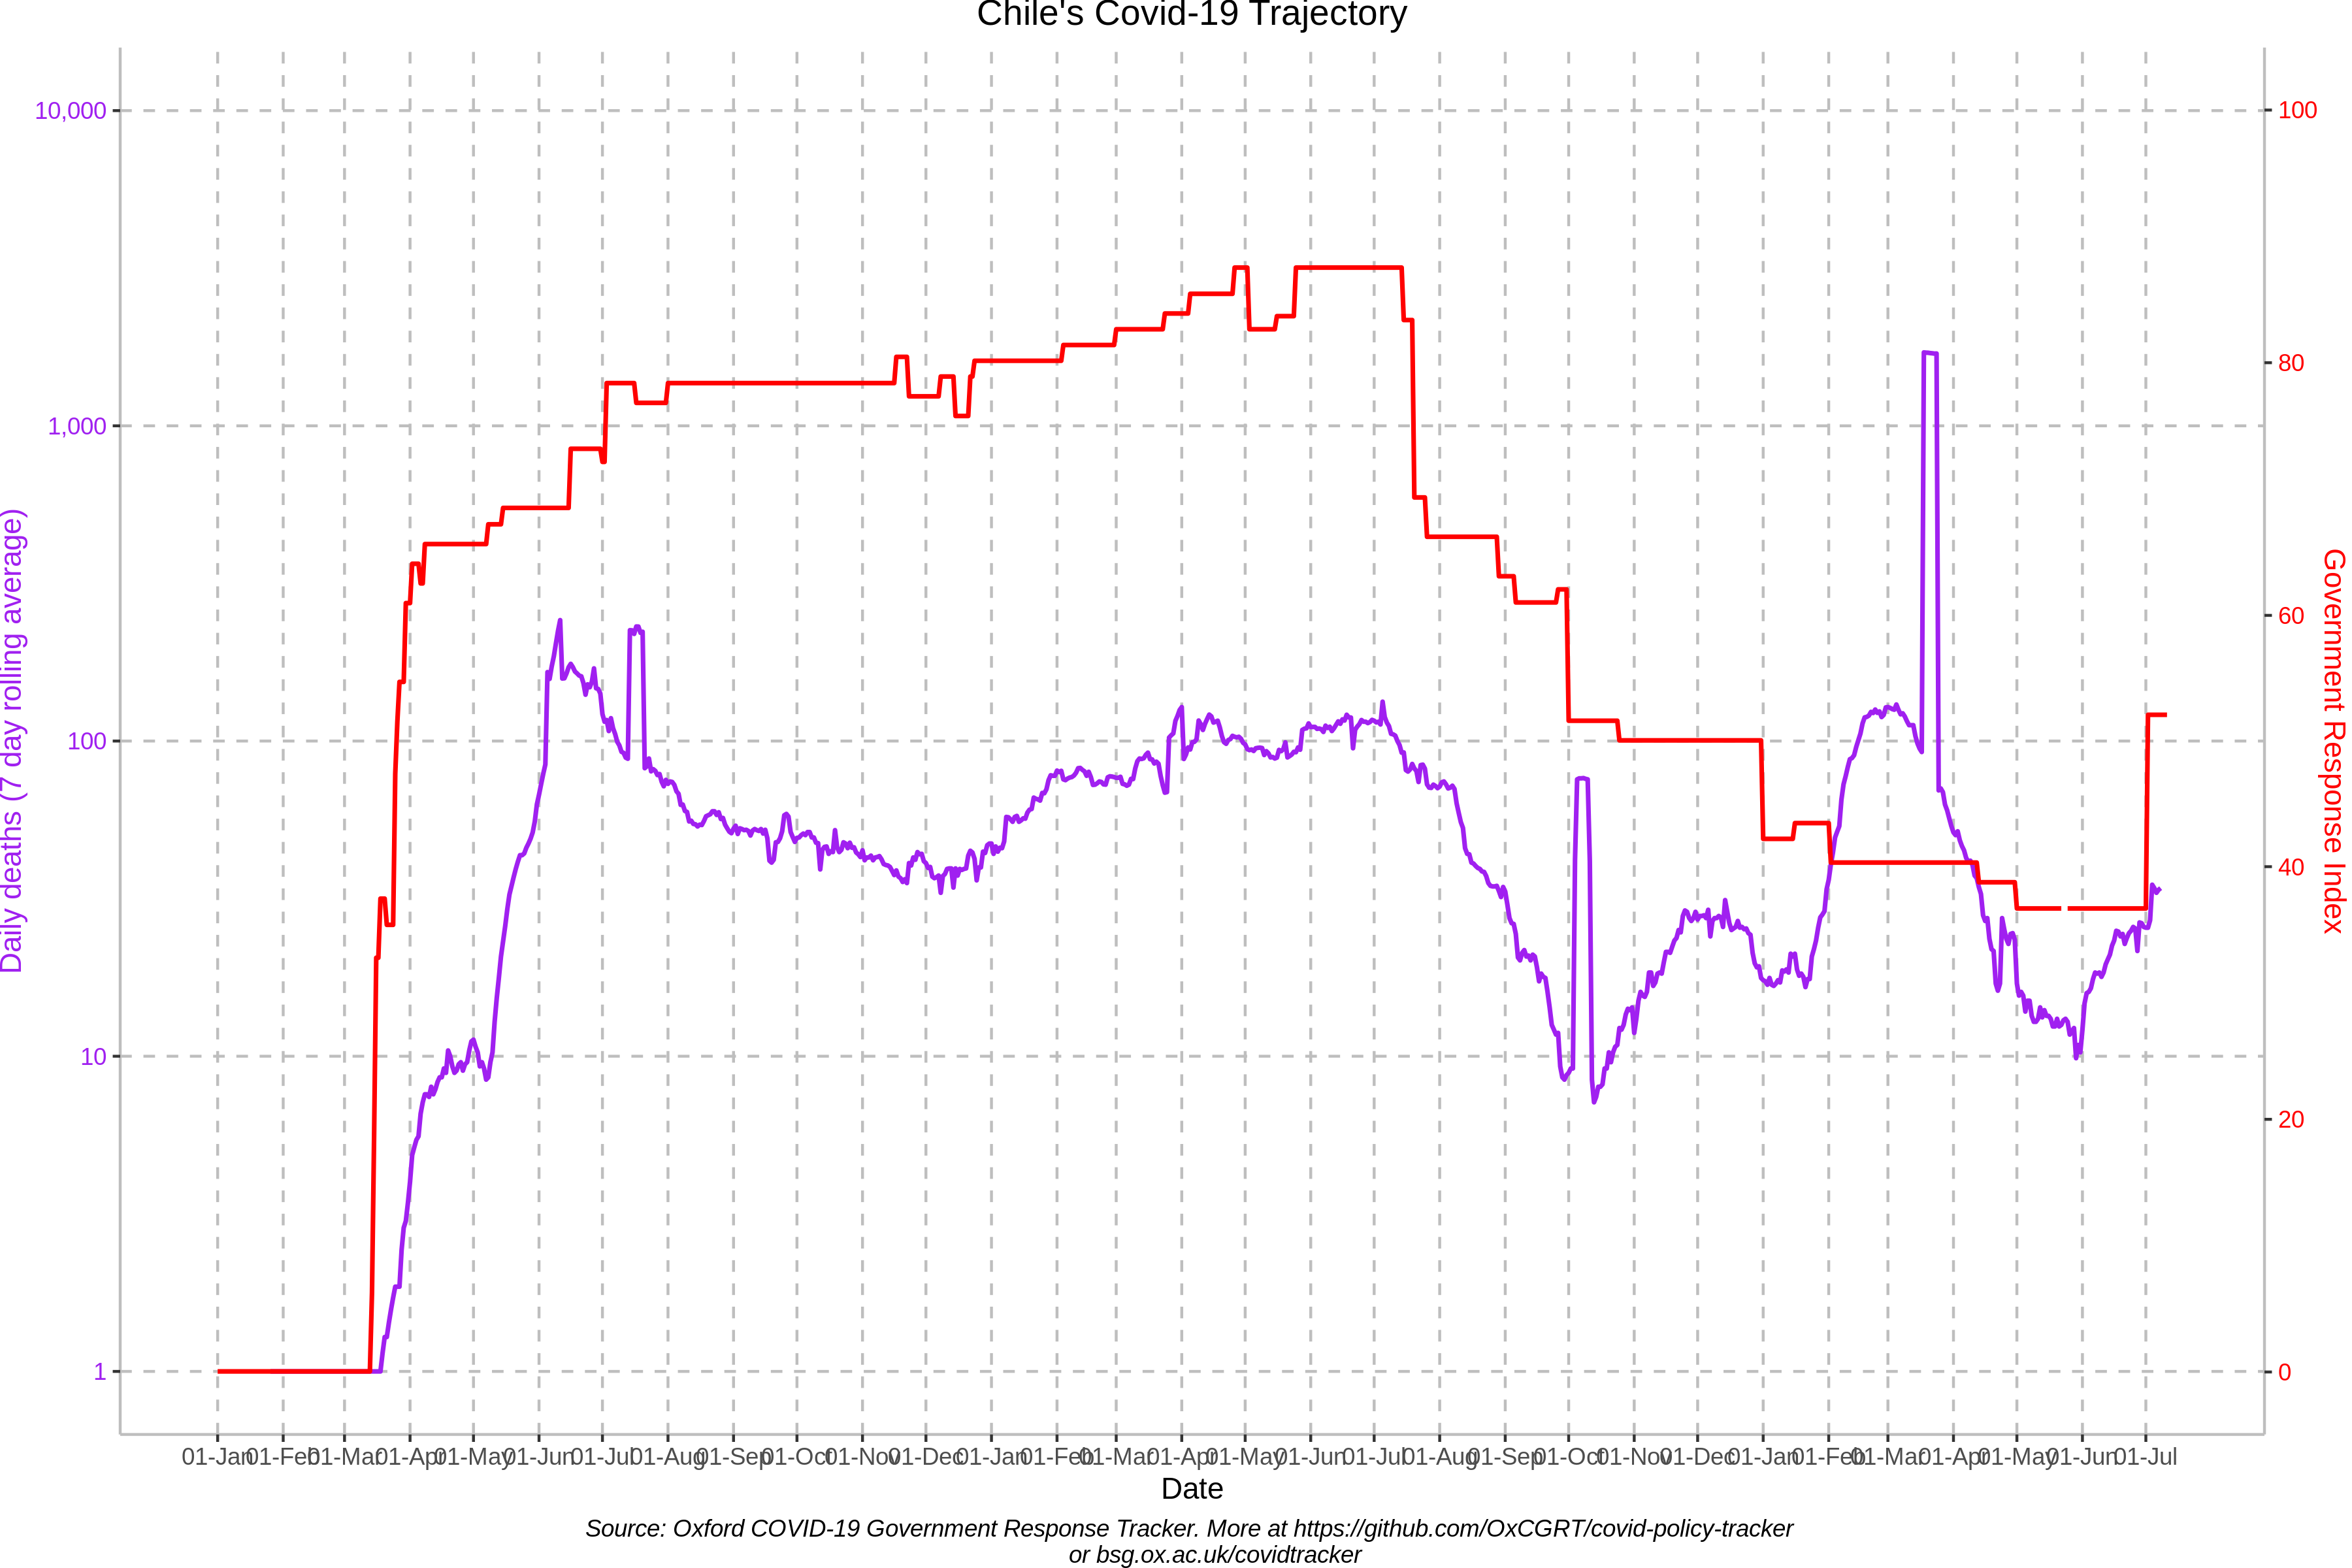 Chile's Covid-19 Trajectory
10,000
1,000
100
10
1
Daily deaths (7 day rolling average)
100
80
60
40
20
0
Government Response Index
01-Jan 01-Feb 01-Mar 01-Apr 01-May 01-Jun 01-Jul 01-Aug 01-Sep 01-Oct 01-Nov 01-Dec 01-Jan 01-Feb 01-Mar 01-Apr 01-May 01-Jun 01-Jul 01-Aug 01-Sep 01-Oct 01-Nov 01-Dec 01-Jan 01-Feb 01-Mar 01-Apr 01-May 01-Jun 01-Jul
Date
Source: Oxford COVID-19 Government Response Tracker. More at https://github.com/OxCGRT/covid-policy-tracker
or bsg.ox.ac.uk/covidtracker